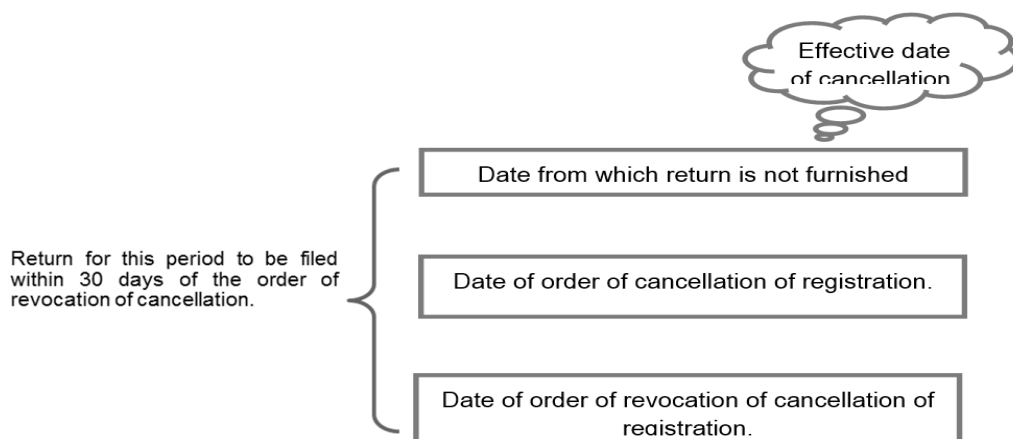 Effective date
of cancellation
Date from which return is not furnished
Return for this period to be filed
within 30 days of the order of
revocation of cancellation.
Date of order of cancellation of registration.
Date of order of revocation of cancellation of
registration.